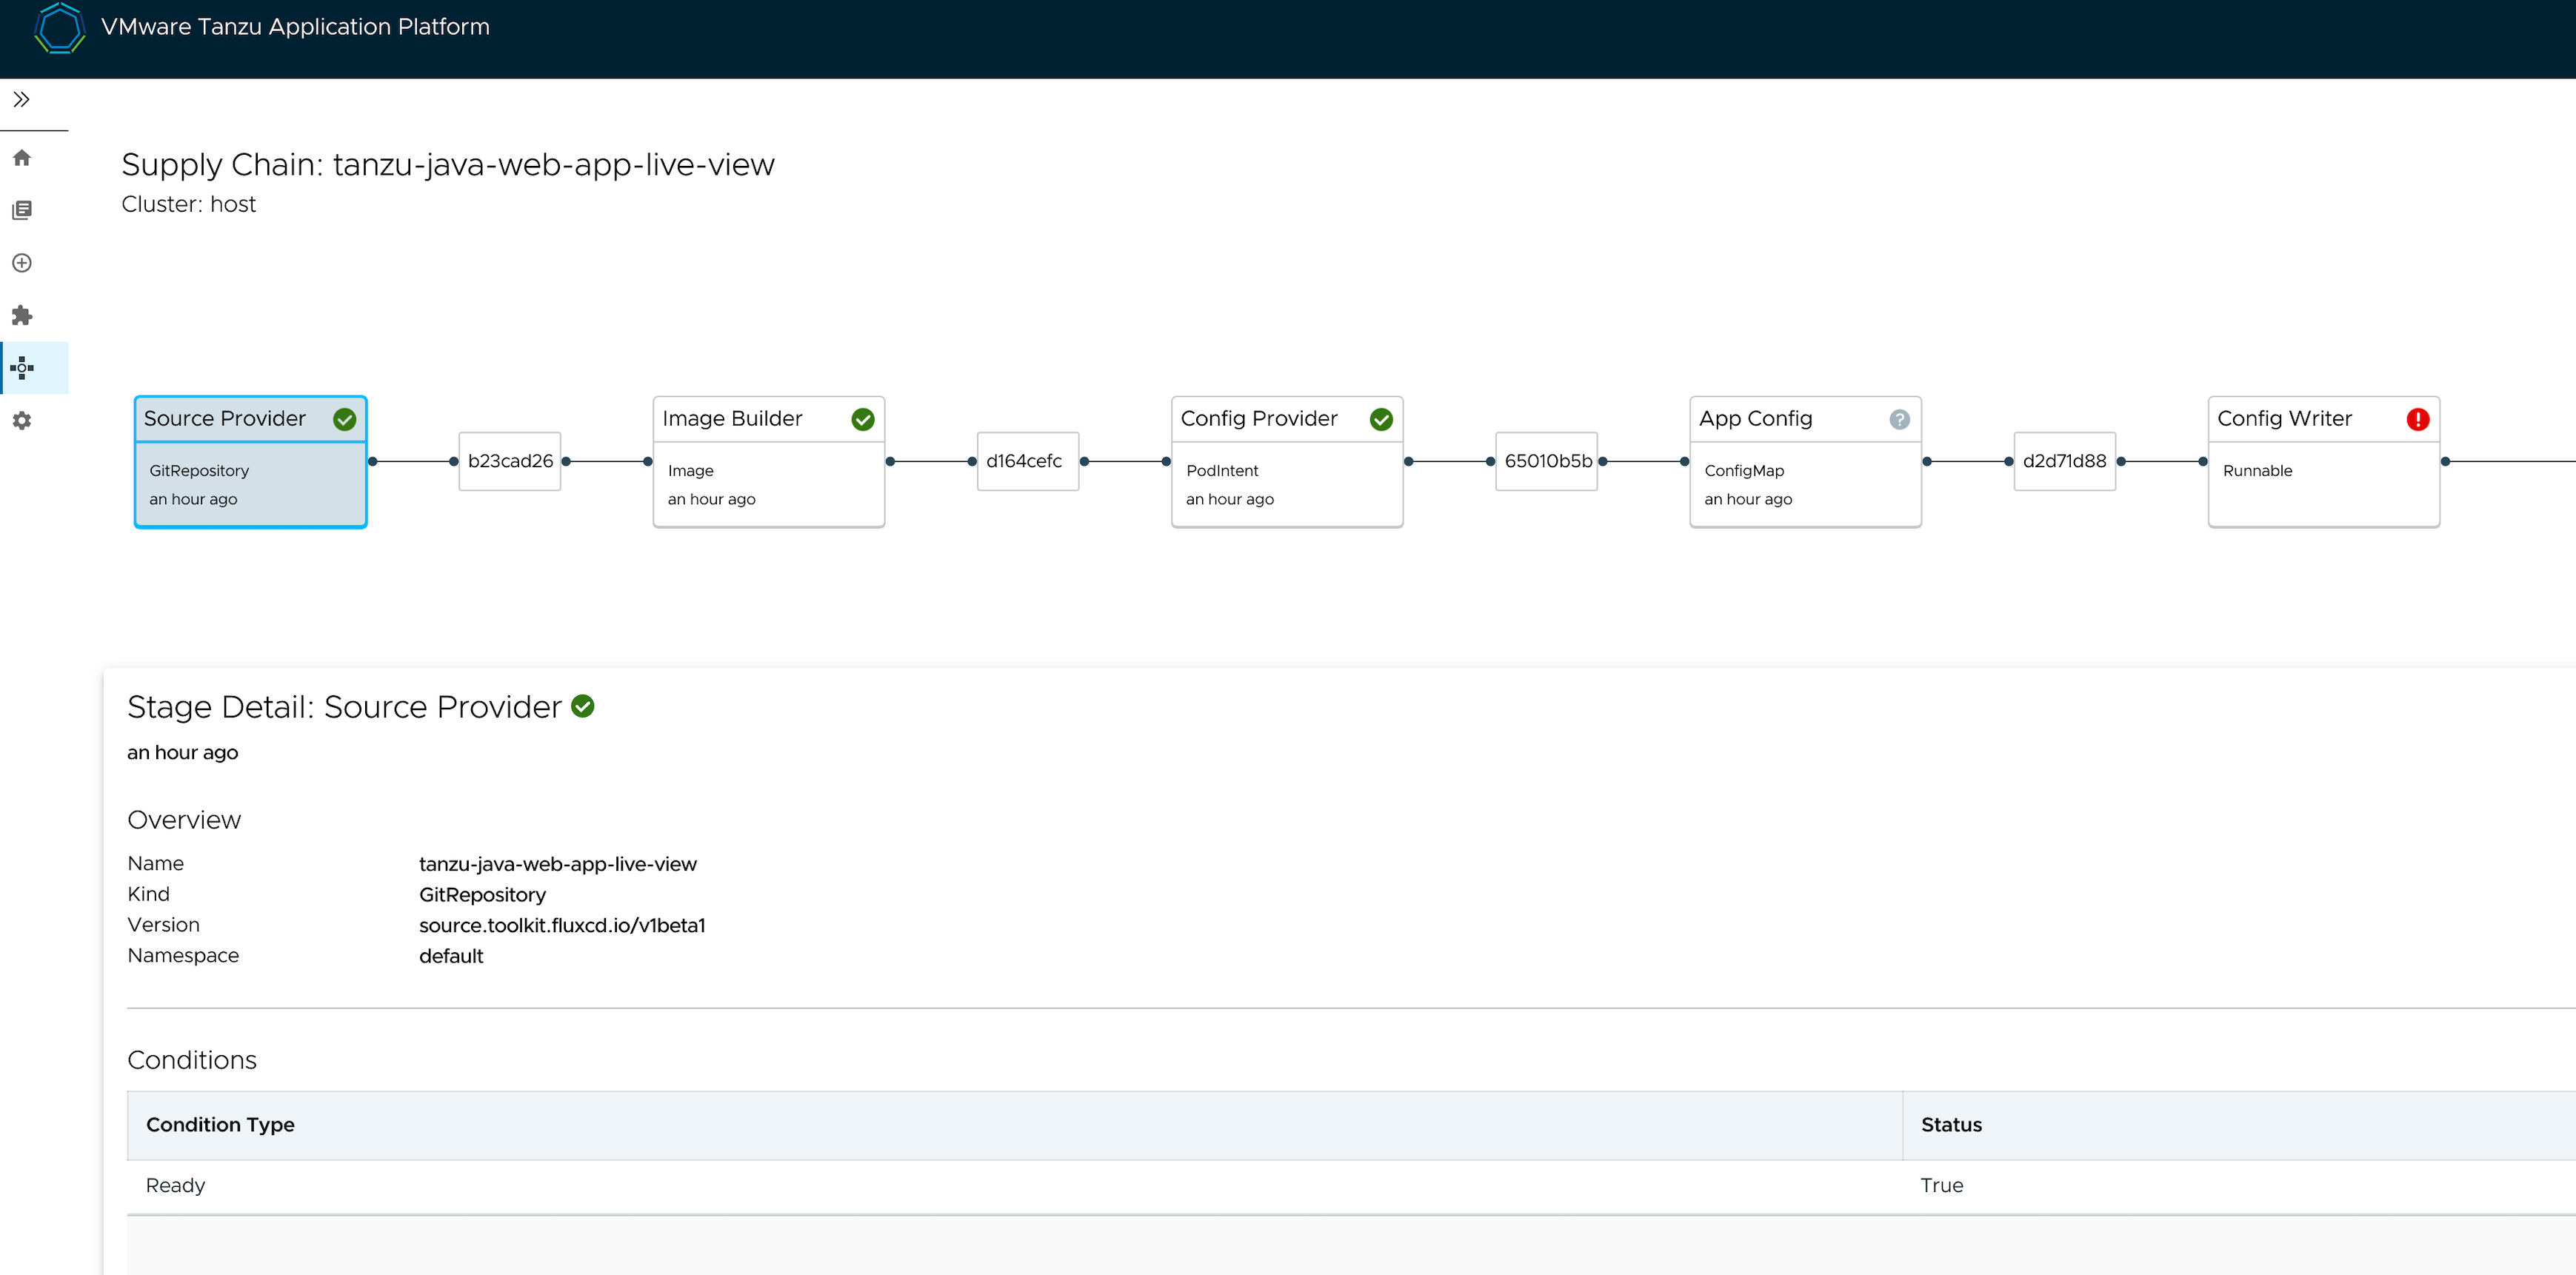 VMware Tanzu Application Platform
Supply Chain: tanzu-java-web-app-live-view
Cluster: host
Source Provider
GitRepository
an hour ago
b23cad26
Image Builder
Image
an hour ago
d164cefc
Config Provider
PodIntent
an hour ago
65010b5b
App Config
ConfigMap
an hour ago
d2d71d88
Config Writer
Runnable
Stage Detail: Source Provider
an hour ago
Overview
Name tanzu-java-web-app-live-view
Kind GitRepository
Version source.toolkit.fluxcd.io/v1beta1
Namespace default
Conditions
Condition Type Status
Ready True